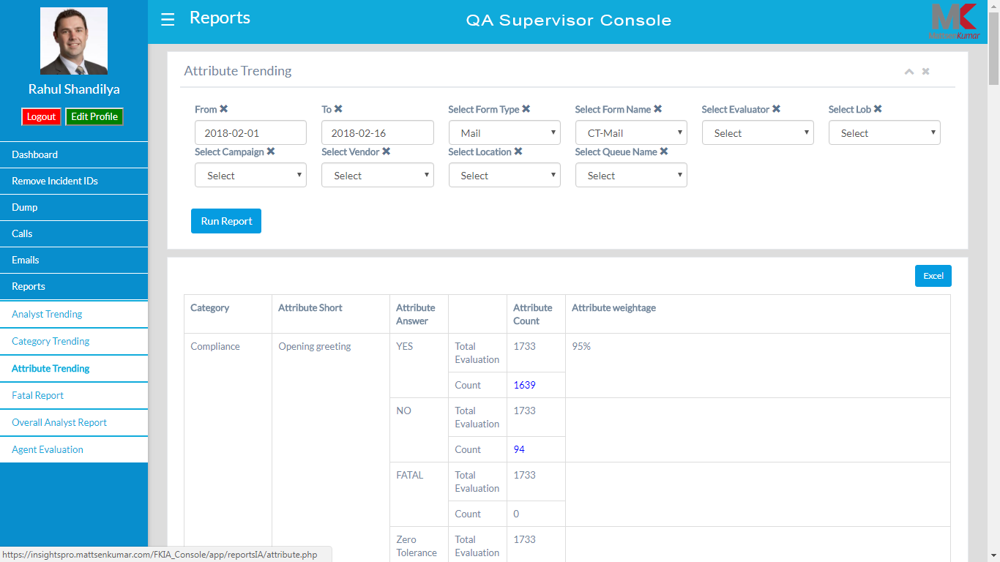 Reports
QA Supervisor Console
MK
MattsenKumar
Rahul Shandilya
Logout
Edit Profile
Dashboard
Remove Incident IDs
Dump
Calls
Emails
Reports
Analyst Trending
Category Trending
Attribute Trending
Fatal Report
Overall Analyst Report
Agent Evaluation
Attribute Trending
From
To
Select Form Type
Select Form Name
Select Evaluator
Select Lob
2018-02-01
2018-02-16
Mail
CT-Mail
Select
Select
Select Campaign
Select Vendor
Select Location
Select Queue Name
Select
Select
Select
Select
Run Report
Excel
Category
Attribute Short
Attribute
Answer
Attribute
Count
Attribute weightage
Compliance
Opening greeting
YES
Total
Evaluation
1733
95%
Count
1639
NO
Total
Evaluation
1733
Count
94
FATAL
Total
Evaluation
1733
Count
0
Zero
Tolerance
Total
Evaluation
1733
https://insightspro.mattsenkumar.com/FKIA_Console/app/reportsIA/attribute.php